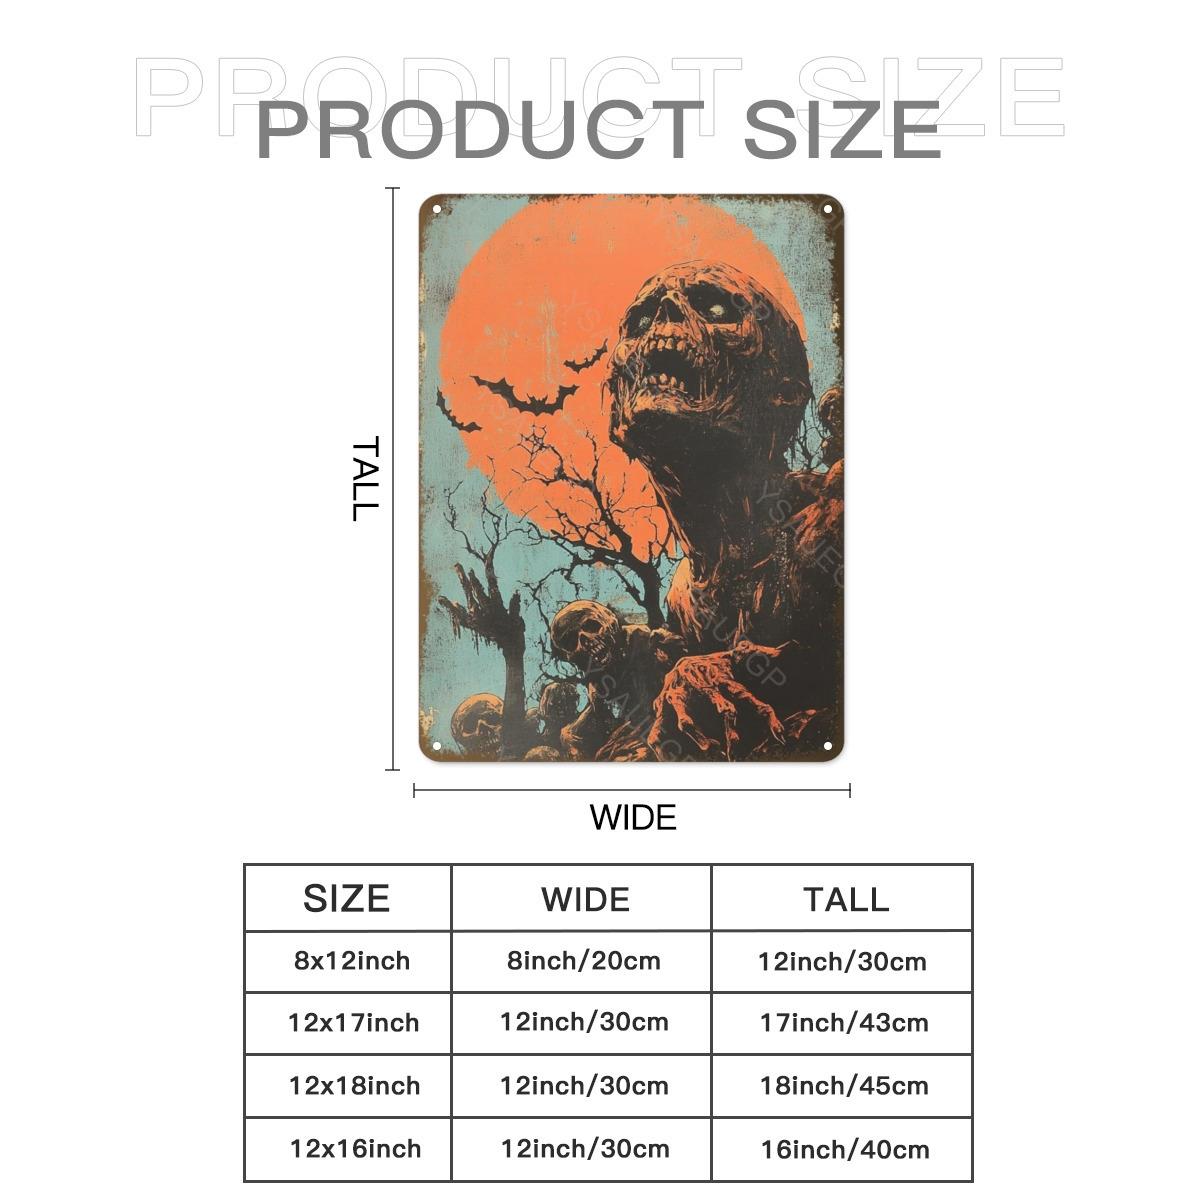 PRODUCT SIZE
PRODUCT SIZE
TALL
WIDE
SIZE WIDE TALL
8x12inch 8inch/20cm 12inch/30cm
12x17inch 12inch/30cm 17inch/43cm
12x18inch 12inch/30cm 18inch/45cm
12x16inch 12inch/30cm 16inch/40cm